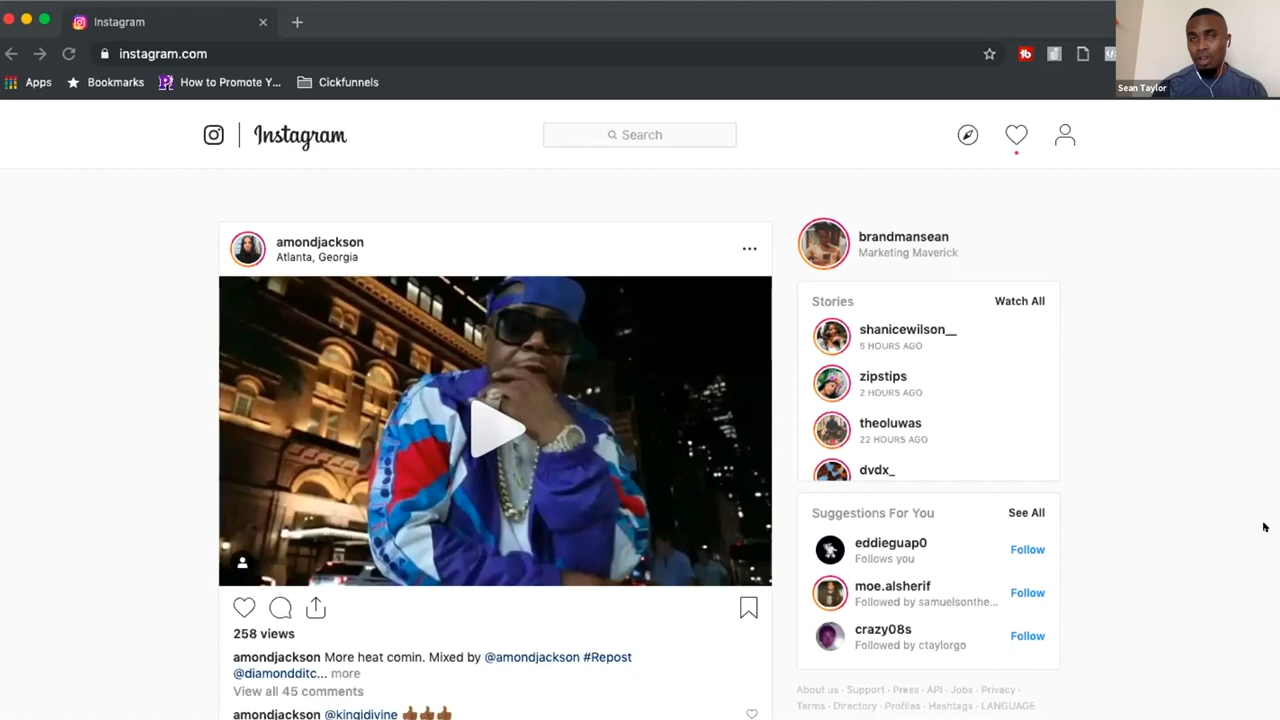 Instagram
instagram.com
Apps
Bookmarks
How to Promote Y...
Clickfunnels
Sean Taylor
Instagram
Search
amondjackson
Atlanta, Georgia
brandmansean
Marketing Maverick
Stories
Watch All
shanicewilson__
5 HOURS AGO
zipstips
2 HOURS AGO
theoluwas
22 HOURS AGO
dvdx_
Suggestions For You
See All
eddieguap0
Follows you
Follow
moe.alsherif
Followed by samuelsonthe...
Follow
crazy08s
Followed by ctaylorgo
Follow
258 views
amondjackson More heat comin. Mixed by @amondjackson #Repost
@diamondditc... more
View all 45 comments
amondjackson @kingjdivine 👍🏾👍🏾👍🏾
About us · Support · Press · API · Jobs · Privacy ·
Terms · Directory · Profiles · Hashtags · LANGUAGE